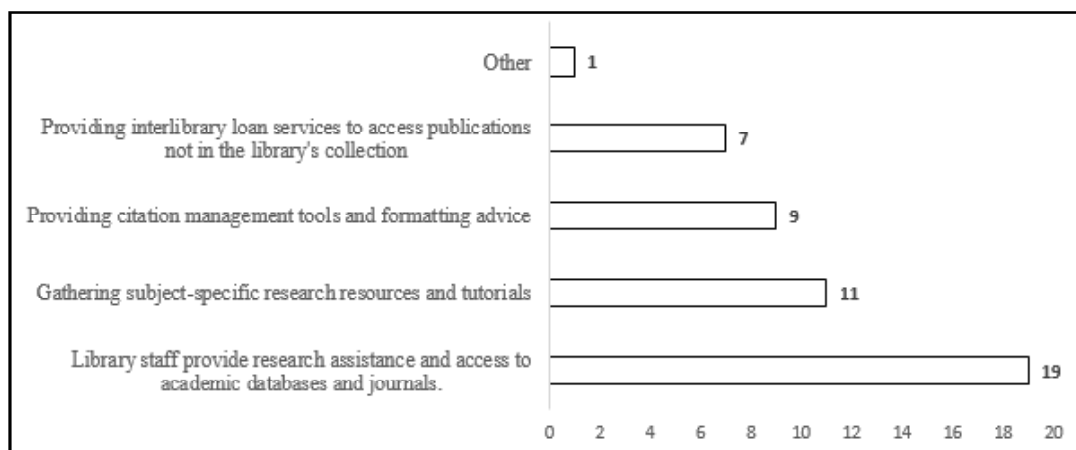 Other
1
Providing interlibrary loan services to access publications
not in the library's collection
7
Providing citation management tools and formatting advice
9
Gathering subject-specific research resources and tutorials
11
Library staff provide research assistance and access to
academic databases and journals.
19
0 2 4 6 8 10 12 14 16 18 20